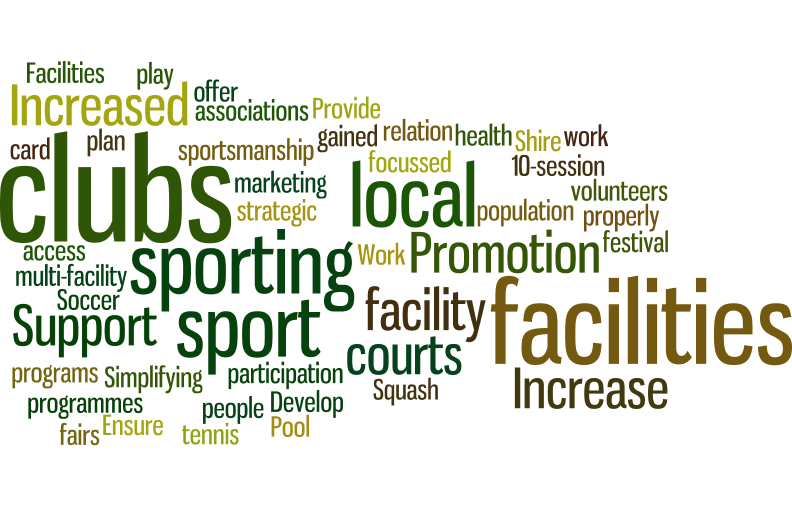 Facilities play
Increased offer
associations Provide
card plan sportsmanship gained relation health Shire work
clubs marketing focussed 10-session
strategic local population volunteers
properly
access sporting Work Promotion festival
multi-facility
Soccer
Support sport facility facilities
courts
programs Simplifying participation Squash Increase
programmes people Develop
fairs Ensure tennis Pool